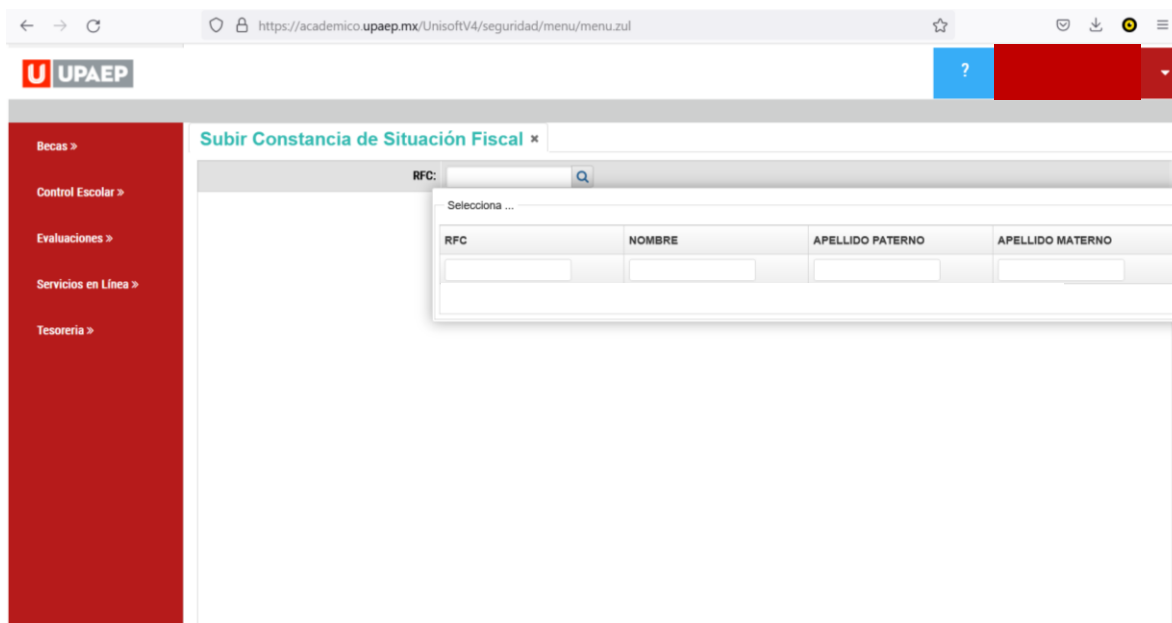 https://academico.upaep.mx/UnisoftV4/seguridad/menu/menu.zul
U UPAEP
?
Becas »
Control Escolar »
Evaluaciones »
Servicios en Línea »
Tesoreria »
Subir Constancia de Situación Fiscal ×
RFC:
Selecciona ...
RFC NOMBRE APELLIDO PATERNO APELLIDO MATERNO